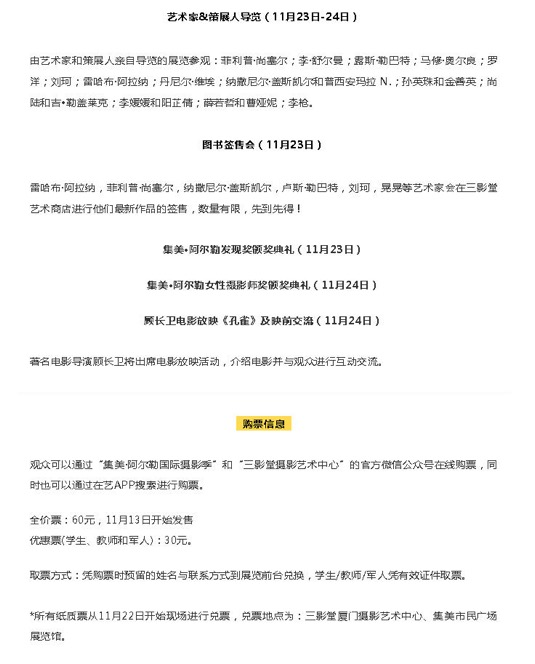 艺术家&策展人导览（11月23日-24日）
由艺术家和策展人亲自导览的展览参观：菲利普·尚塞尔；李·舒尔曼；露斯·勒巴特；马修·奥尔良；罗
洋；刘珂；雷哈布·阿拉纳；丹尼尔·维埃；纳撒尼尔·盖斯凯尔和普西安玛拉 N.；孙英珠和金善英；尚
陆和吉·勒盖莱克；李媛媛和阳芷倩；薛若哲和曹娅妮；李枪。
图书签售会（11月23日）
雷哈布·阿拉纳，菲利普·尚塞尔，纳撒尼尔·盖斯凯尔，卢斯·勒巴特，刘珂，晃晃等艺术家会在三影堂
艺术商店进行他们最新作品的签售，数量有限，先到先得！
集美·阿尔勒发现奖颁奖典礼（11月23日）
集美·阿尔勒女性摄影师奖颁奖典礼（11月24日）
顾长卫电影放映《孔雀》及映前交流（11月24日）
著名电影导演顾长卫将出席电影放映活动，介绍电影并与观众进行互动交流。
购票信息
观众可以通过“集美·阿尔勒国际摄影季”和“三影堂摄影艺术中心”的官方微信公众号在线购票，同
时也可以通过在艺APP搜索进行购票。
全价票：60元，11月13日开始发售
优惠票(学生、教师和军人)：30元。
取票方式：凭购票时预留的姓名与联系方式到展览前台兑换，学生/教师/军人凭有效证件取票。
*所有纸质票从11月22日开始现场进行兑票，兑票地点为：三影堂厦门摄影艺术中心、集美市民广场
展览馆。